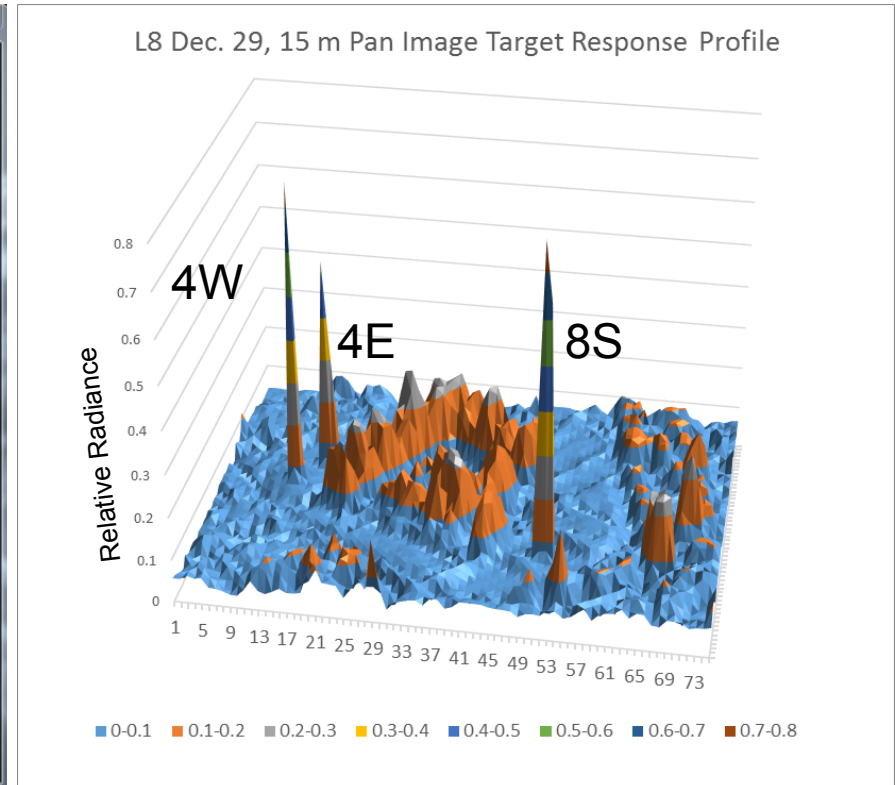 L8 Dec. 29, 15 m Pan Image Target Response Profile
0.8
4W
0.7
0.6
4E
8S
0.5
0.4
0.3
0.2
0.1
0
Relative Radiance
1 5 9 13 17 21 25 29 33 37 41 45 49 53 57 61 65 69 73
0-0.1 0.1-0.2 0.2-0.3 0.3-0.4 0.4-0.5 0.5-0.6 0.6-0.7 0.7-0.8